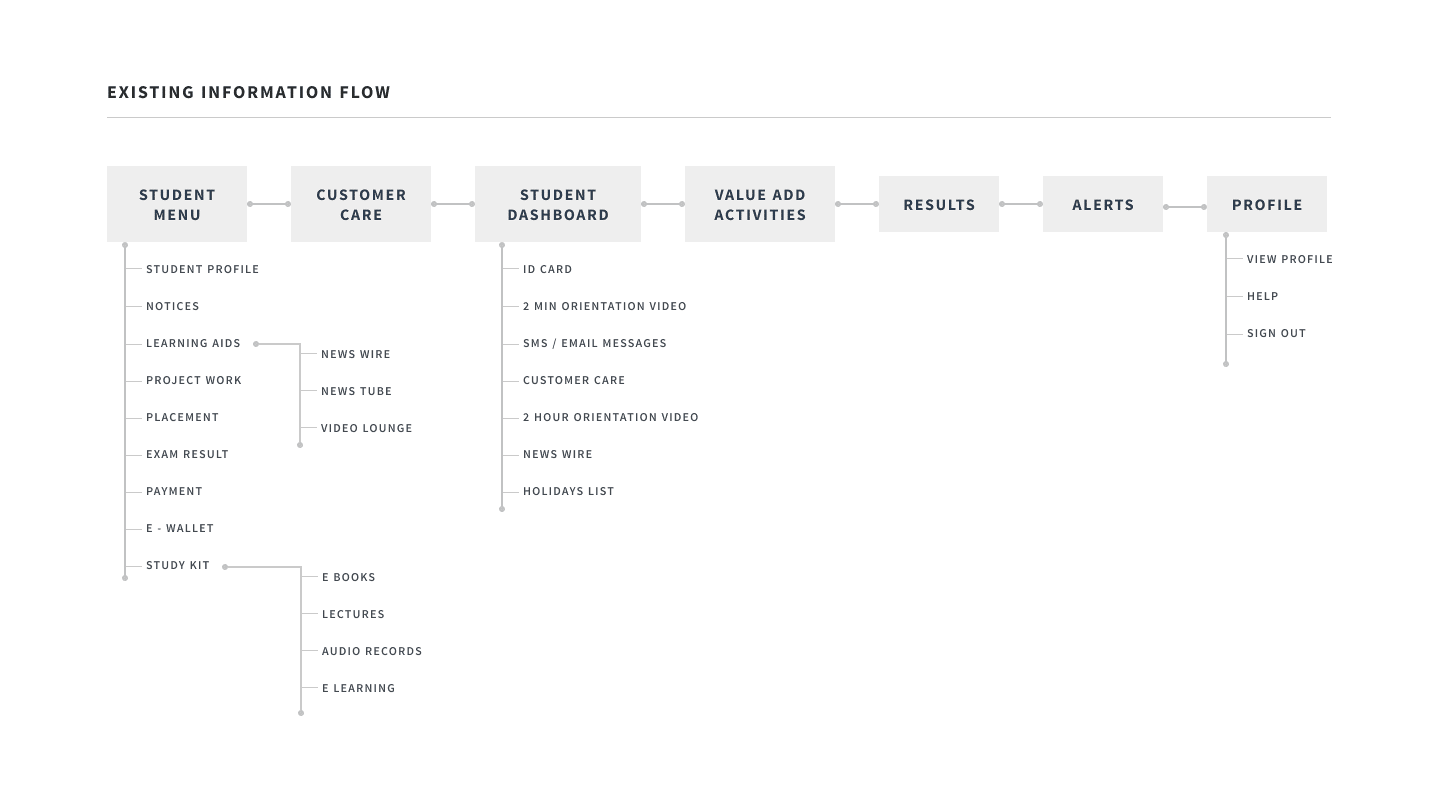 EXISTING INFORMATION FLOW
STUDENT
MENU
CUSTOMER
CARE
STUDENT
DASHBOARD
VALUE ADD
ACTIVITIES
RESULTS
ALERTS
PROFILE
STUDENT PROFILE
NOTICES
LEARNING AIDS
NEWS WIRE
NEWS TUBE
VIDEO LOUNGE
PROJECT WORK
PLACEMENT
EXAM RESULT
PAYMENT
E - WALLET
STUDY KIT
E BOOKS
LECTURES
AUDIO RECORDS
E LEARNING
ID CARD
2 MIN ORIENTATION VIDEO
SMS / EMAIL MESSAGES
CUSTOMER CARE
2 HOUR ORIENTATION VIDEO
NEWS WIRE
HOLIDAYS LIST
VIEW PROFILE
HELP
SIGN OUT